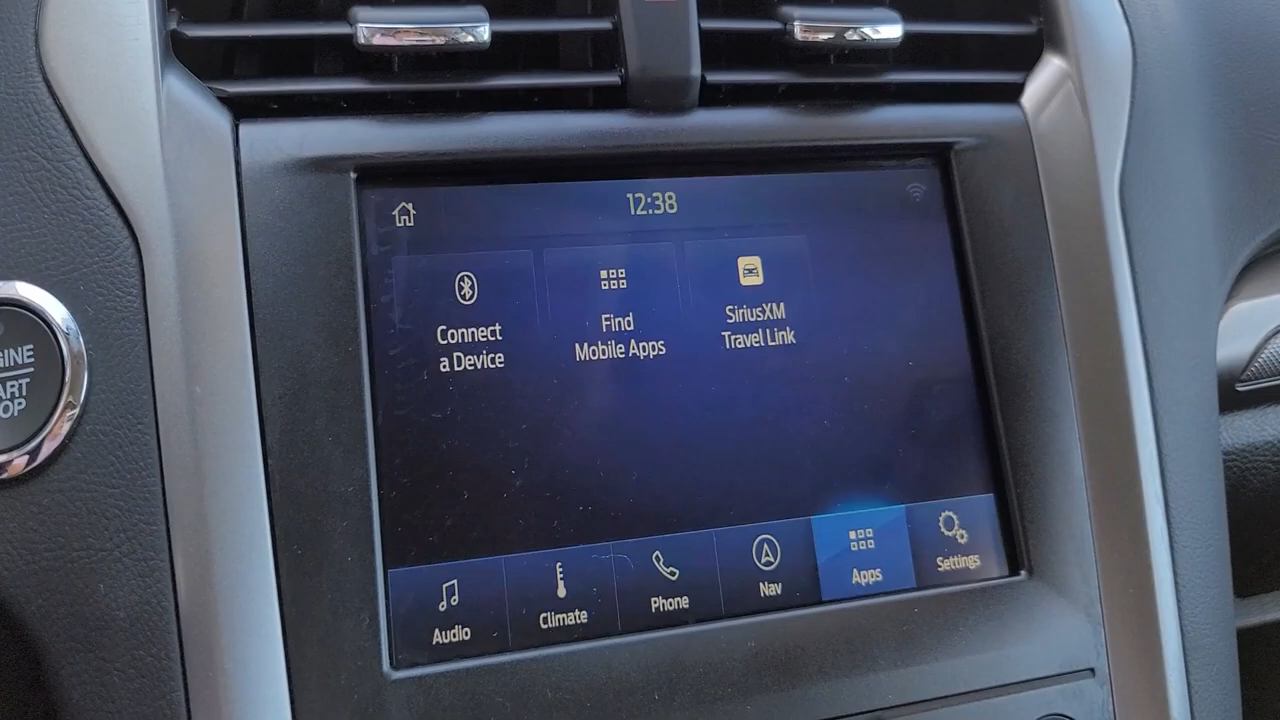 12:38
Connect
a Device
Find
Mobile Apps
SiriusXM
Travel Link
GINE
ART
OP
Audio
Climate
Phone
Nav
Apps
Settings